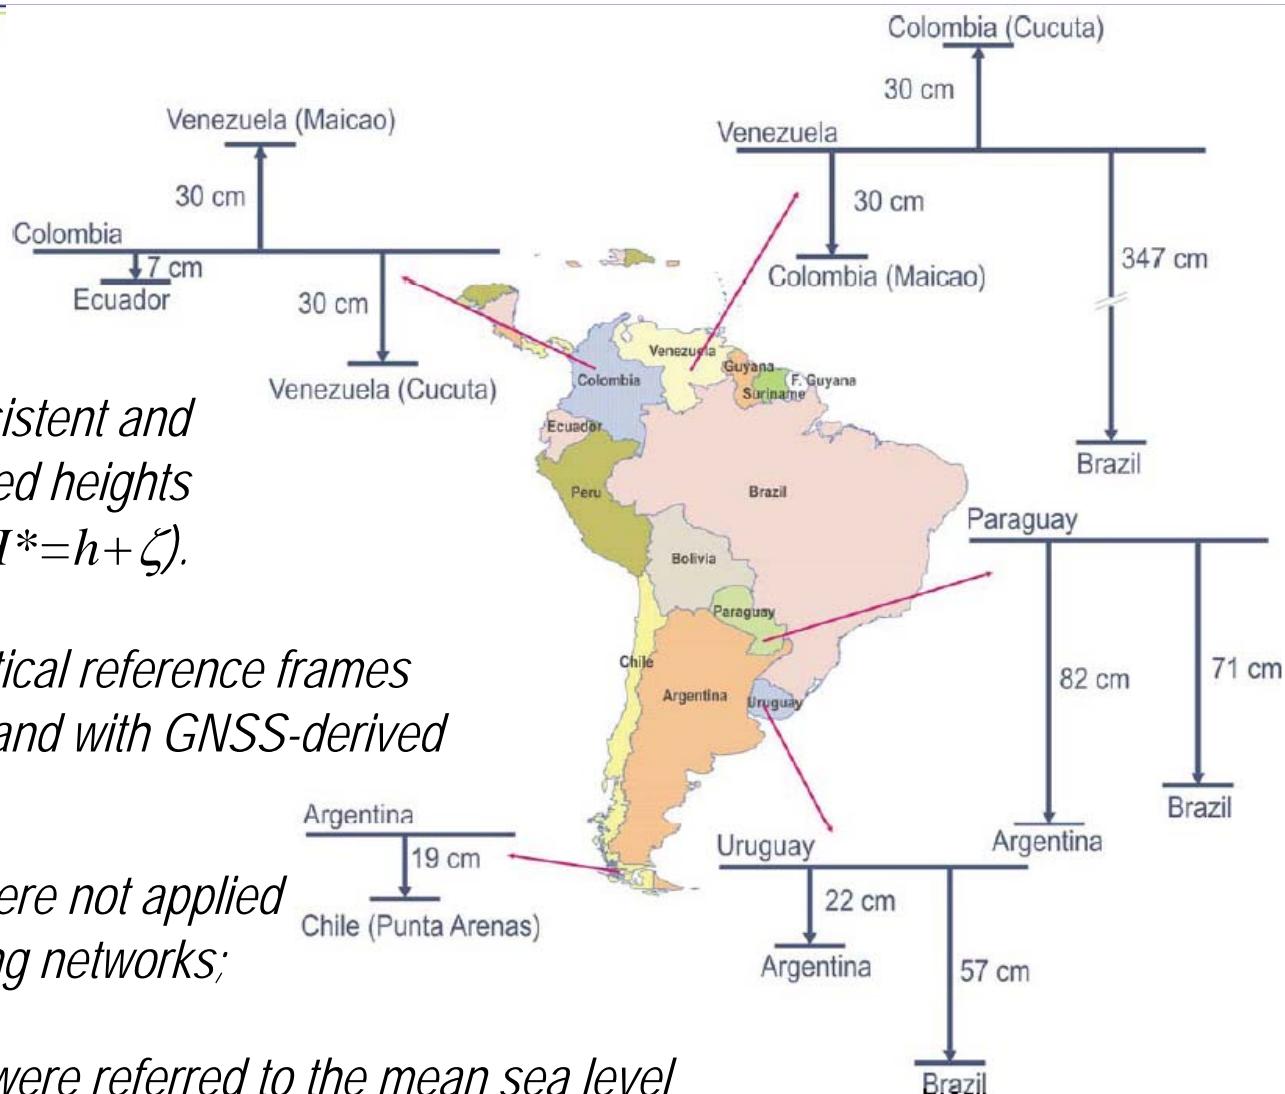 Colombia (Cucuta)
30 cm
Venezuela
30 cm
Colombia (Maicao)
347 cm
Brazil
Venezuela (Maicao)
30 cm
Colombia
7 cm
Ecuador
30 cm
Venezuela (Cucuta)
Venezuela
Guyana
F. Guyana
Suriname
Colombia
Ecuador
Peru
Brazil
Bolivia
Paraguay
Chile
Argentina
Uruguay
sistent and
ed heights
H*=h+ζ).
tical reference frames
and with GNSS-derived
Paraguay
82 cm
71 cm
Argentina
Brazil
Argentina
19 cm
Chile (Punta Arenas)
Uruguay
22 cm
Argentina
57 cm
Brazil
ere not applied
ng networks;
were referred to the mean sea level